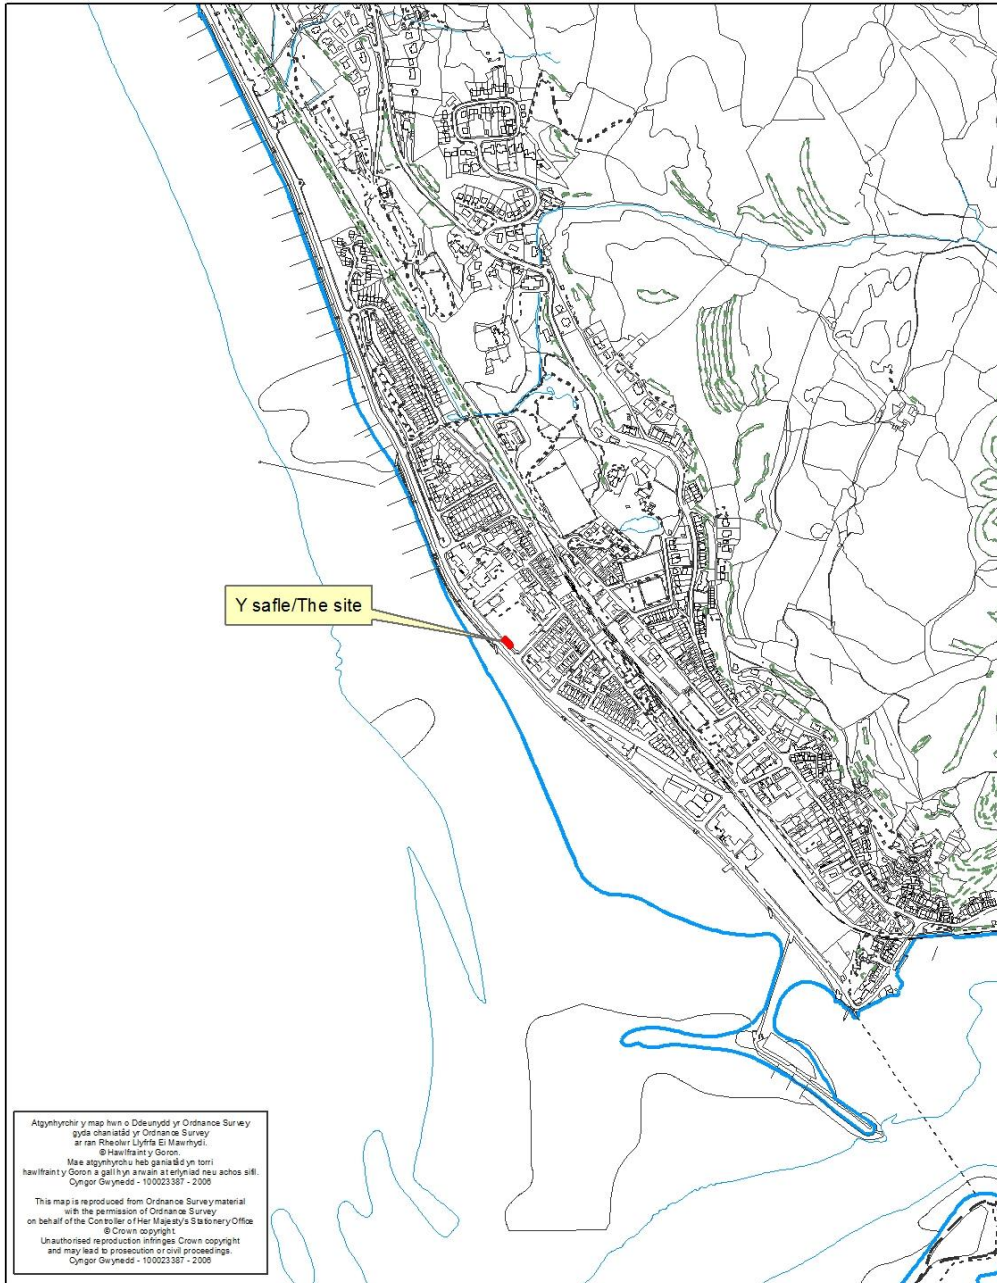 Y safle/The site
Atgynhyrchir y map hwn o Ddeunydd yr Ordnance Survey
gyda chaniatâd yr Ordnance Survey
ar ran Rheolwr Llyfrfa Ei Mawrhydi.
© Hawlfraint y Goron.
Mae atgynhyrchu heb ganiatâd yn torri
hawlfraint y Goron a gall hyn arwain at erlyniad neu achos sifil.
Cyngor Gwynedd - 100023387 - 2006
This map is reproduced from Ordnance Survey material
with the permission of Ordnance Survey
on behalf of the Controller of Her Majesty's Stationery Office
© Crown copyright.
Unauthorised reproduction infringes Crown copyright
and may lead to prosecution or civil proceedings.
Cyngor Gwynedd - 100023387 - 2006